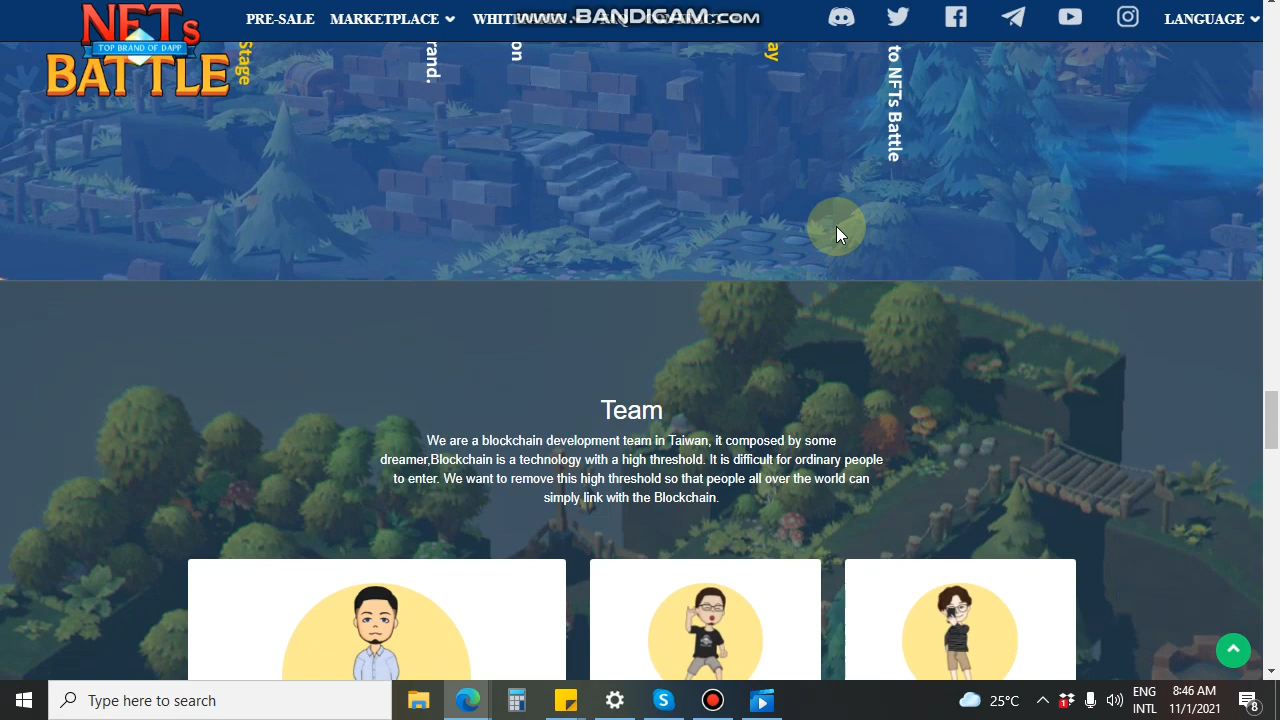 PRE-SALE
MARKETPLACE
WHIT
www.BANDICAM.com
LANGUAGE
NFTs
TOP BRAND OF DAPP
BATTLE
Stage
rand.
on
ay
to NFTs Battle
Team
We are a blockchain development team in Taiwan, it composed by some
dreamer,Blockchain is a technology with a high threshold. It is difficult for ordinary people
to enter. We want to remove this high threshold so that people all over the world can
simply link with the Blockchain.
Type here to search
1
25°C
ENG
INTL
8:46 AM
11/1/2021
8